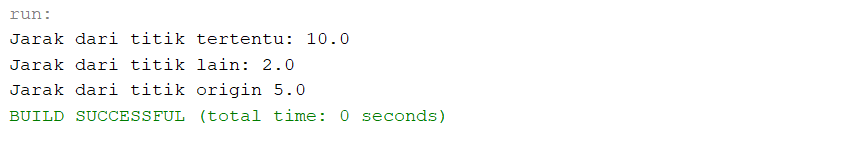 run:
Jarak dari titik tertentu: 10.0
Jarak dari titik lain: 2.0
Jarak dari titik origin 5.0
BUILD SUCCESSFUL (total time: 0 seconds)